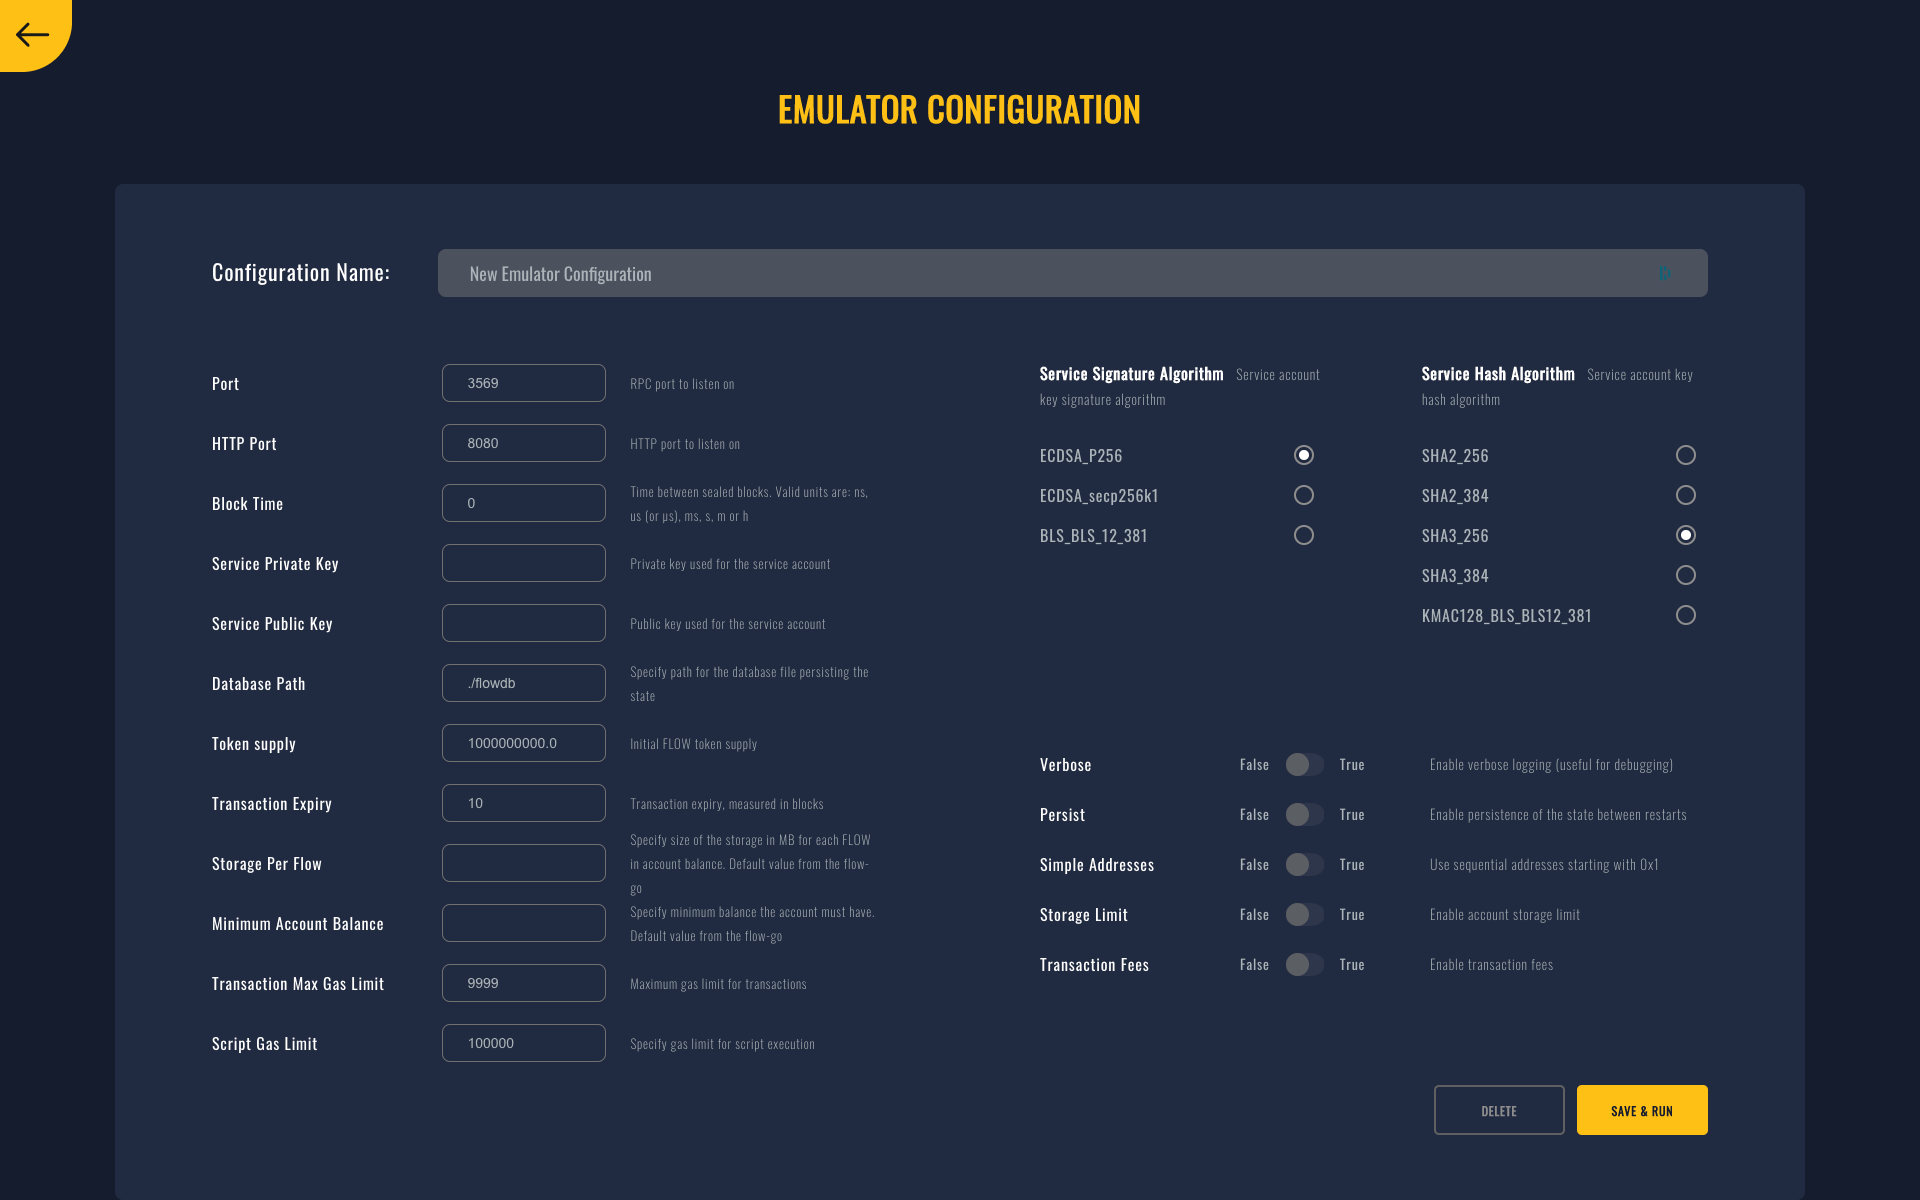 EMULATOR CONFIGURATION
Configuration Name:
New Emulator Configuration
Port
3569
RPC port to listen on
HTTP Port
8080
HTTP port to listen on
Block Time
0
Time between sealed blocks. Valid units are: ns,
us (or µs), ms, s, m or h
Service Private Key
Private key used for the service account
Service Public Key
Public key used for the service account
Database Path
./flowdb
Specify path for the database file persisting the
state
Token supply
1000000000.0
Initial FLOW token supply
Transaction Expiry
10
Transaction expiry, measured in blocks
Storage Per Flow
Specify size of the storage in MB for each FLOW
in account balance. Default value from the flow-
go
Minimum Account Balance
Specify minimum balance the account must have.
Default value from the flow-go
Transaction Max Gas Limit
9999
Maximum gas limit for transactions
Script Gas Limit
100000
Specify gas limit for script execution
Service Signature Algorithm Service account
key signature algorithm
ECDSA_P256
ECDSA_secp256k1
BLS_BLS_12_381
Service Hash Algorithm Service account key
hash algorithm
SHA2_256
SHA2_384
SHA3_256
SHA3_384
KMAC128_BLS_BLS12_381
Verbose
False True
Enable verbose logging (useful for debugging)
Persist
False True
Enable persistence of the state between restarts
Simple Addresses
False True
Use sequential addresses starting with 0x1
Storage Limit
False True
Enable account storage limit
Transaction Fees
False True
Enable transaction fees
DELETE
SAVE & RUN